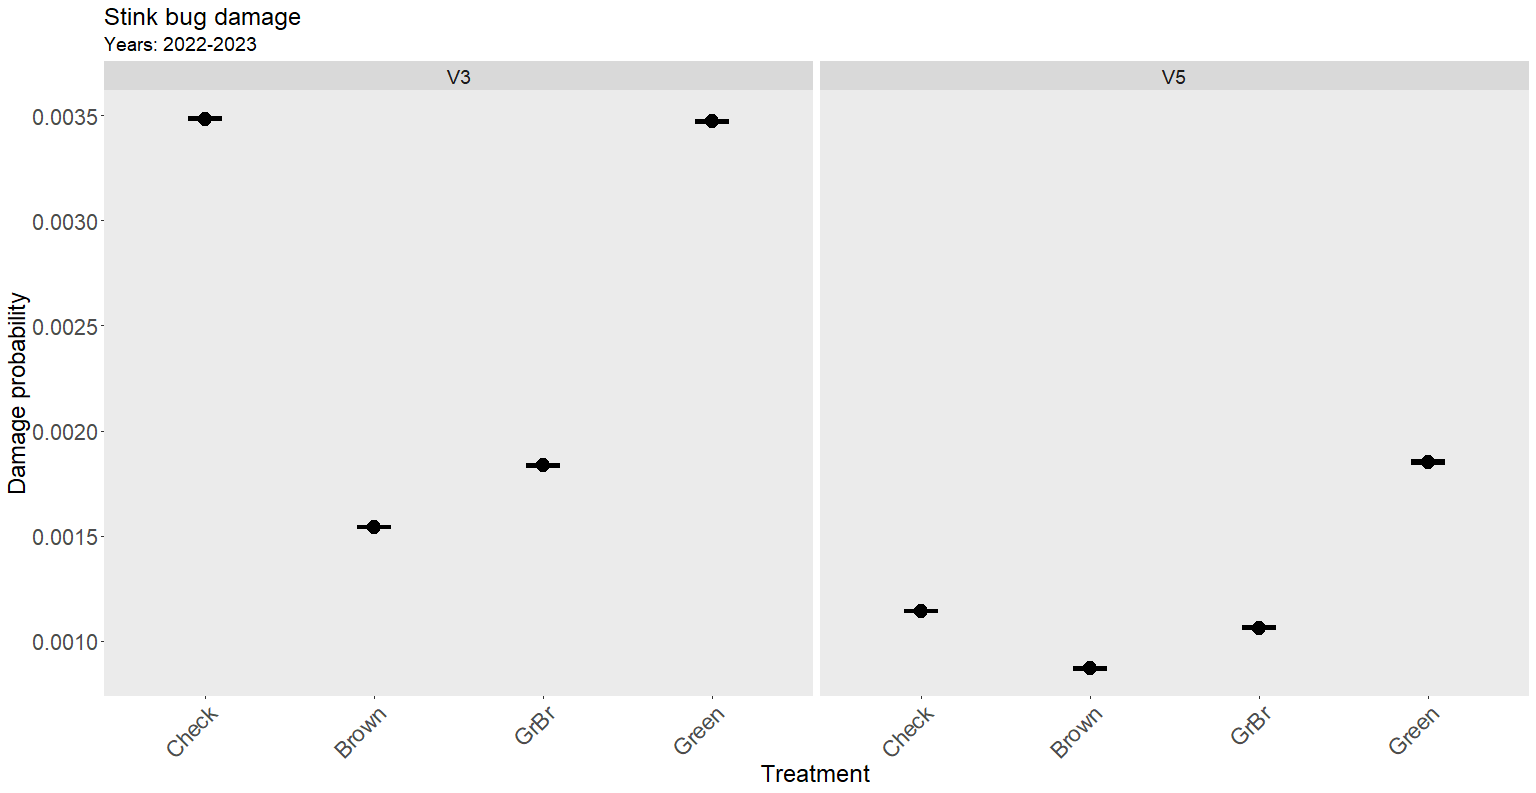 Stink bug damage
Years: 2022-2023
V3
V5
Damage probability
0.0035
0.0030
0.0025
0.0020
0.0015
0.0010
Check
Brown
GrBr
Green
Check
Brown
GrBr
Green
Treatment